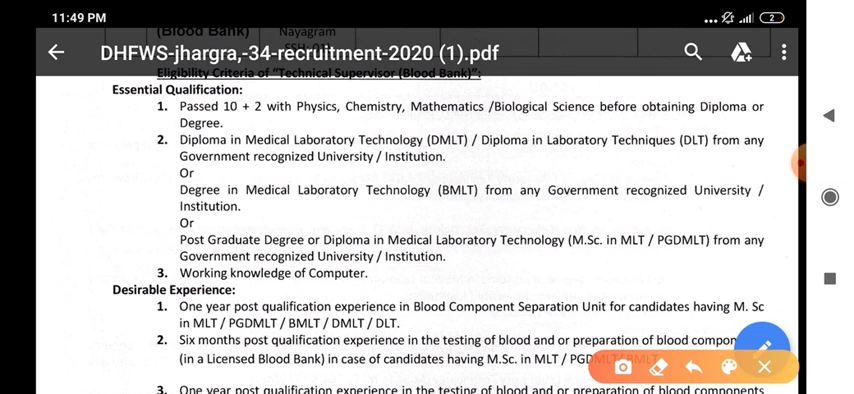 11:49 PM
2
(Blood Bank) Nayagram
DHFWS-jhargra,-34-recruitment-2020 (1).pdf
Eligibility Criteria of "Technical Supervisor (Blood Bank)":
Essential Qualification:
1. Passed 10 + 2 with Physics, Chemistry, Mathematics /Biological Science before obtaining Diploma or
Degree.
2. Diploma in Medical Laboratory Technology (DMLT) / Diploma in Laboratory Techniques (DLT) from any
Government recognized University / Institution.
Or
Degree in Medical Laboratory Technology (BMLT) from any Government recognized University /
Institution.
Or
Post Graduate Degree or Diploma in Medical Laboratory Technology (M.Sc. in MLT / PGDMLT) from any
Government recognized University / Institution.
3. Working knowledge of Computer.
Desirable Experience:
1. One year post qualification experience in Blood Component Separation Unit for candidates having M. Sc
in MLT / PGDMLT / BMLT / DMLT / DLT.
2. Six months post qualification experience in the testing of blood and or preparation of blood compon
(in a Licensed Blood Bank) in case of candidates having M.Sc. in MLT / PGDMLT/ BMLT
3. One year post qualification experience in the testing of blood and or preparation of blood components